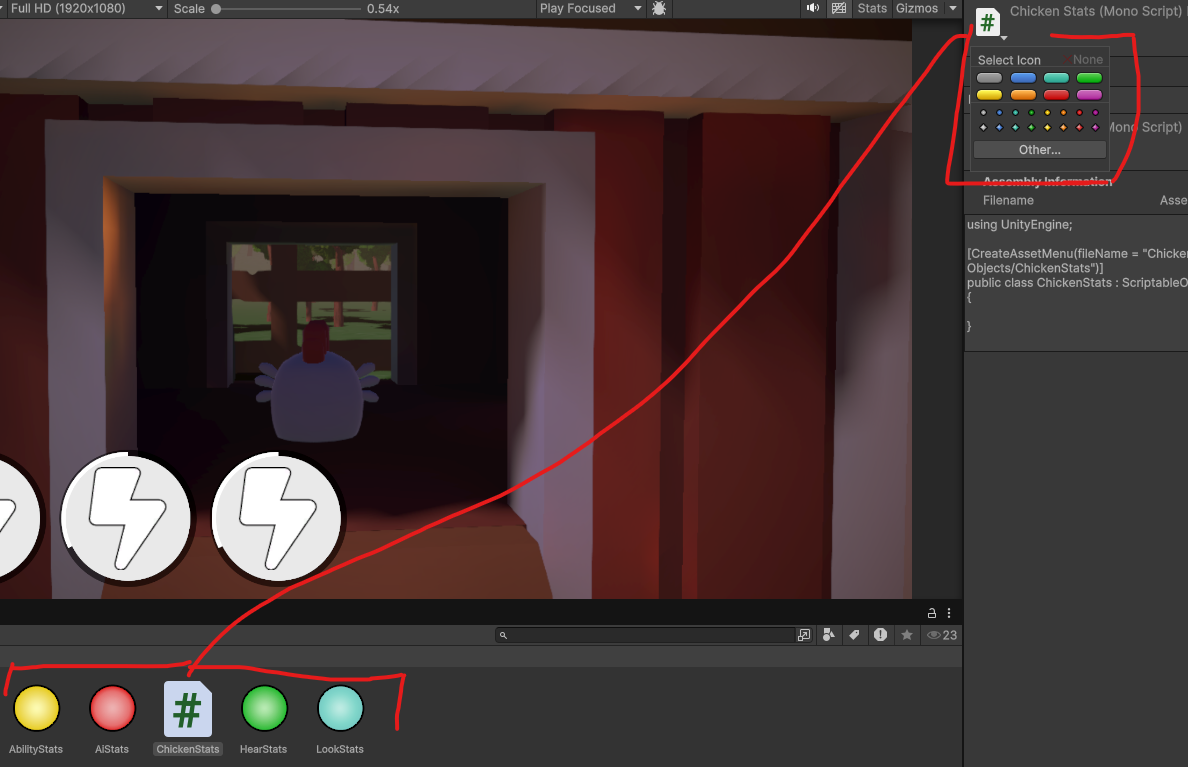 Full HD (1920x1080) Scale 0.54x Play Focused Stats Gizmos
Chicken Stats (Mono Script)
Select Icon None
Mono Script)
Other...
Assembly Information
Filename Asse
using UnityEngine;
[CreateAssetMenu(fileName = "Chicken
Objects/ChickenStats")]
public class ChickenStats : ScriptableO
{
}
23
#
AbilityStats AIStats ChickenStats HearStats LookStats